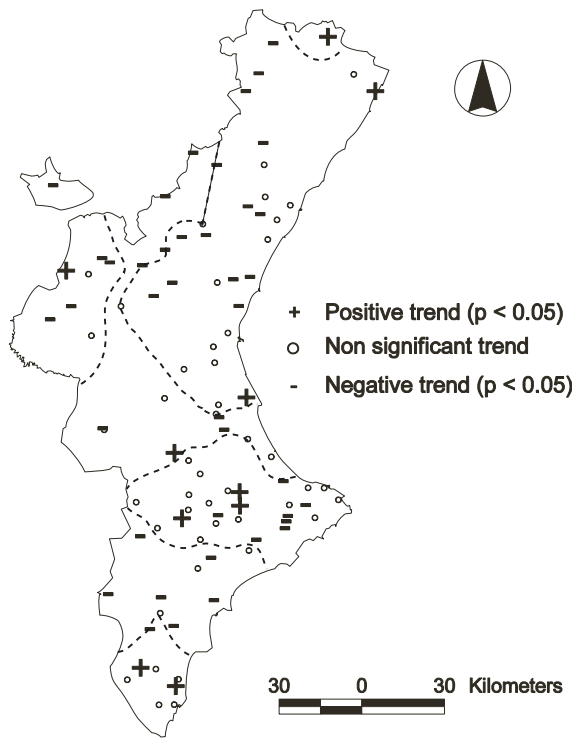 + Positive trend (p < 0.05)
o Non significant trend
- Negative trend (p < 0.05)
30 0 30 Kilometers